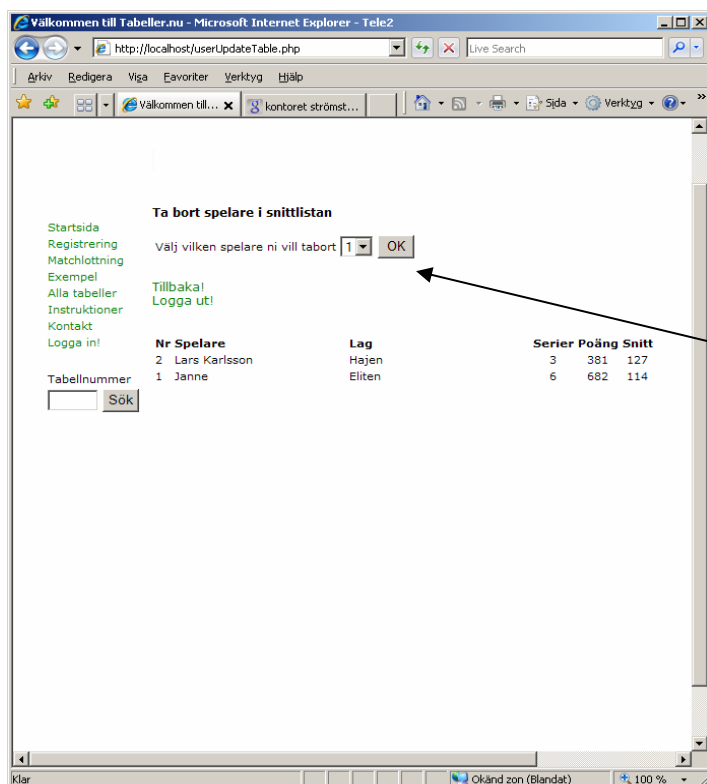 Välkommen till Tabeller.nu - Microsoft Internet Explorer - Tele2
http://localhost/userUpdateTable.php
Live Search
Arkiv Redigera Visa Favoriter Verktyg Hjälp
Välkommen till... kontoret strömst... Sida Verktyg »
Ta bort spelare i snittlistan
Startsida
Registrering
Matchlottning
Exempel
Alla tabeller
Instruktioner
Kontakt
Logga in!
Tabellnummer
Sök
Välj vilken spelare ni vill tabort 1 OK
Tillbaka!
Logga ut!
Nr Spelare Lag Serier Poäng Snitt
2 Lars Karlsson Hajen 3 381 127
1 Janne Eliten 6 682 114
Klar Okänd zon (Blandat) 100 %